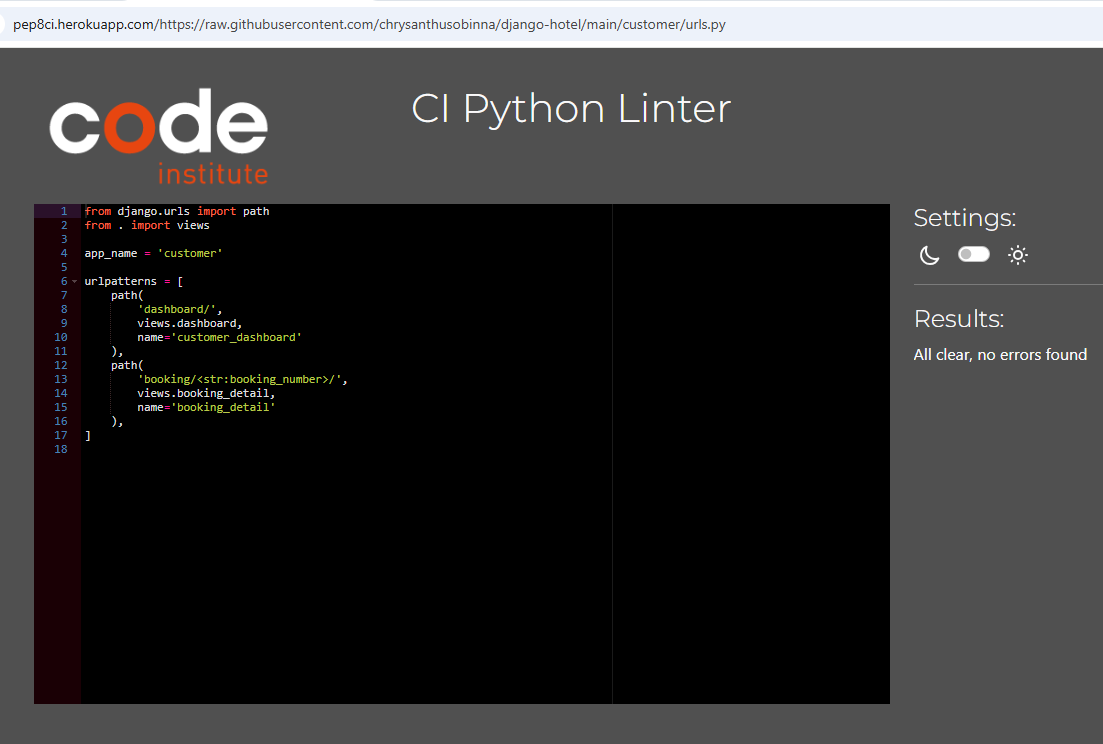 pep8ci.herokuapp.com/https://raw.githubusercontent.com/chrysanthusobinna/django-hotel/main/customer/urls.py
code
institute
CI Python Linter
1 from django.urls import path
2 from . import views
3
4 app_name = 'customer'
5
6 urlpatterns = [
7     path(
8         'dashboard/',
9         views.dashboard,
10         name='customer_dashboard'
11     ),
12     path(
13         'booking/<str:booking_number>/',
14         views.booking_detail,
15         name='booking_detail'
16     ),
17 ]
18
Settings:
Results:
All clear, no errors found